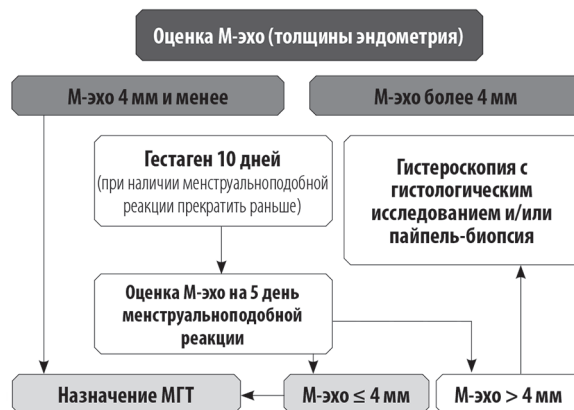 Оценка М-эхо (толщины эндометрия)
М-эхо 4 мм и менее
М-эхо более 4 мм
Гестаген 10 дней
(при наличии менструальноподобной
реакции прекратить раньше)
Гистероскопия с
гистологическим
исследованием и/или
пайпель-биопсия
Оценка М-эхо на 5 день
менструальноподобной
реакции
Назначение МГТ
М-эхо ≤ 4 мм
М-эхо > 4 мм